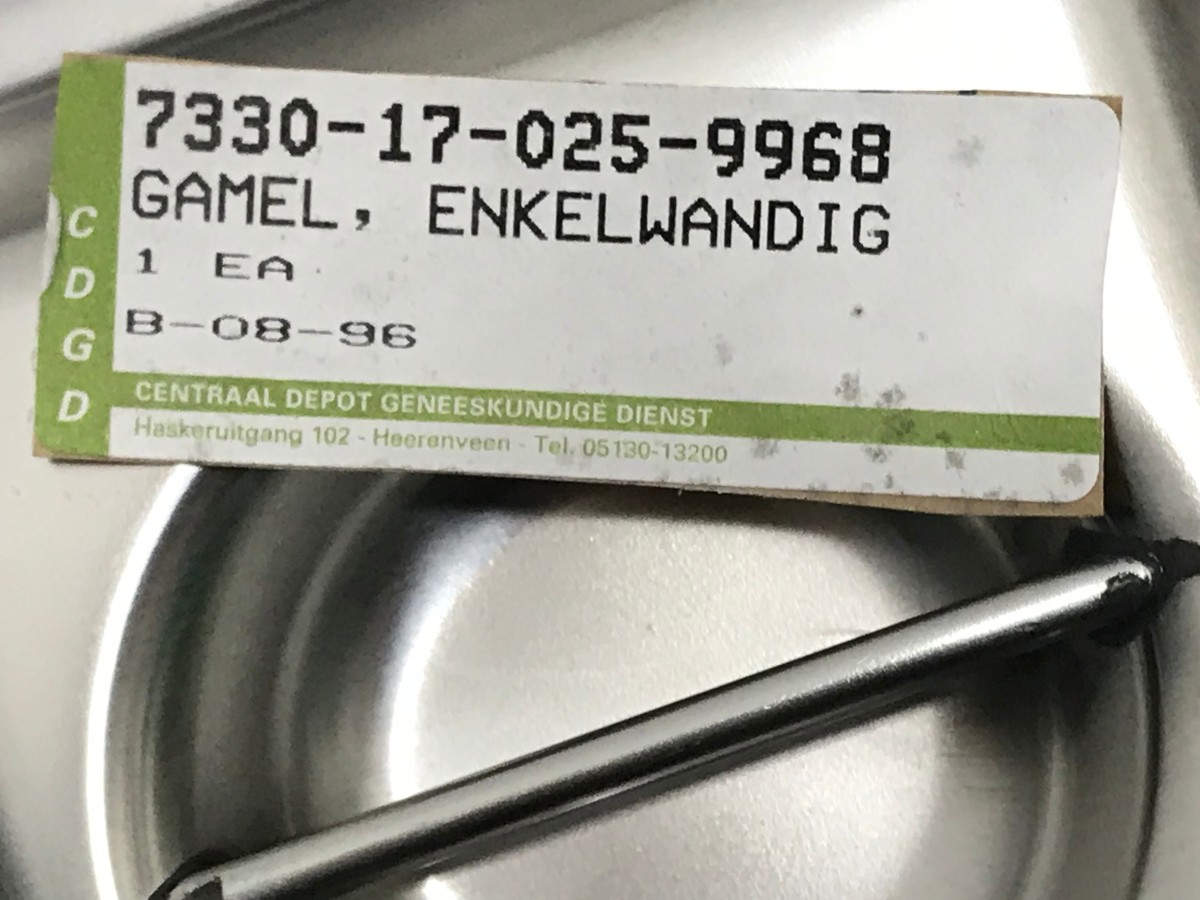 7330-17-025-9968
GAMEL, ENKELWANDIG
1 EA
B-08-96
C
D
G
D
CENTRAAL DEPOT GENEESKUNDIGE DIENST
Haskeruitgang 102 - Heerenveen - Tel. 05130-13200